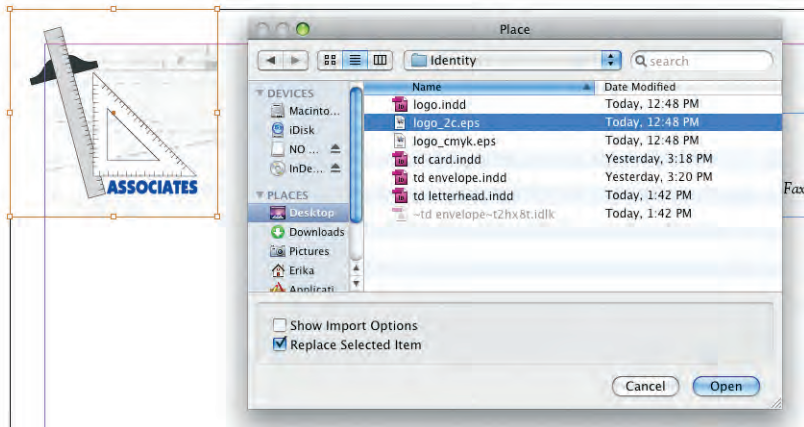 Place
Identity
search
DEVICES
Macinto...
iDisk
NO ...
InDe...
PLACES
Desktop
Downloads
Pictures
Erika
Applicati
Name
Date Modified
logo.indd
Today, 12:48 PM
logo_2c.eps
Today, 12:48 PM
logo_cmyk.eps
Today, 12:48 PM
td card.indd
Yesterday, 3:18 PM
td envelope.indd
Yesterday, 3:20 PM
td letterhead.indd
Today, 1:42 PM
~td envelope~t2hx8t.idlk
Today, 1:42 PM
Show Import Options
Replace Selected Item
Cancel
Open
ASSOCIATES
Fax